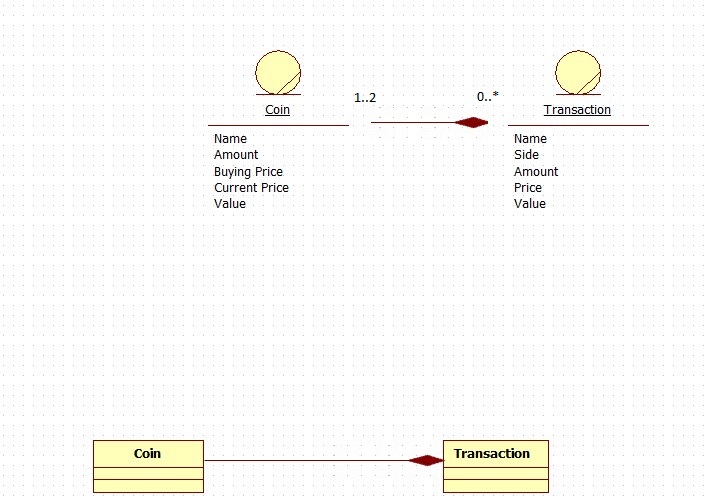 1..2
0..*
Coin
Transaction
Name
Amount
Buying Price
Current Price
Value
Name
Side
Amount
Price
Value
Coin
Transaction